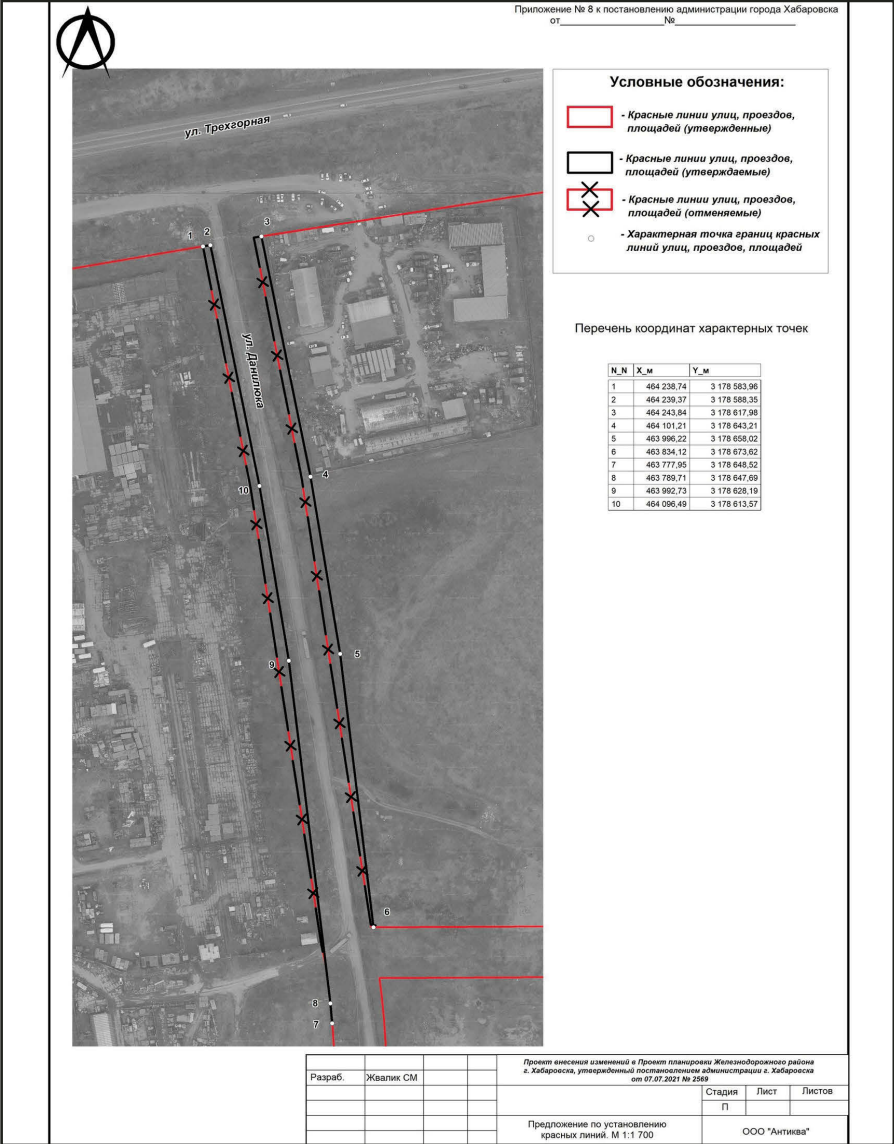 Приложение № 8 к постановлению администрации города Хабаровска
от____________________№______________________
Условные обозначения:
- Красные линии улиц, проездов,
площадей (утвержденные)
- Красные линии улиц, проездов,
площадей (утверждаемые)
- Красные линии улиц, проездов,
площадей (отменяемые)
- Характерная точка границ красных
линий улиц, проездов, площадей
ул. Трехгорная
1
2
3
ул. Данилюка
4
10
5
9
6
8
7
Перечень координат характерных точек
N_N X_м Y_м
1 464 238,74 3 178 583,96
2 464 239,37 3 178 588,35
3 464 243,84 3 178 617,98
4 464 101,21 3 178 643,21
5 463 996,22 3 178 658,02
6 463 834,12 3 178 673,62
7 463 777,95 3 178 648,52
8 463 789,71 3 178 647,69
9 463 992,73 3 178 628,19
10 464 096,49 3 178 613,57
Проект внесения изменений в Проект планировки Железнодорожного района
г. Хабаровска, утвержденный постановлением администрации г. Хабаровска
от 07.07.2021 № 2569
Разраб. Жвалик СМ
Стадия Лист Листов
П
Предложение по установлению
красных линий. М 1:1 700
ООО "Антиква"